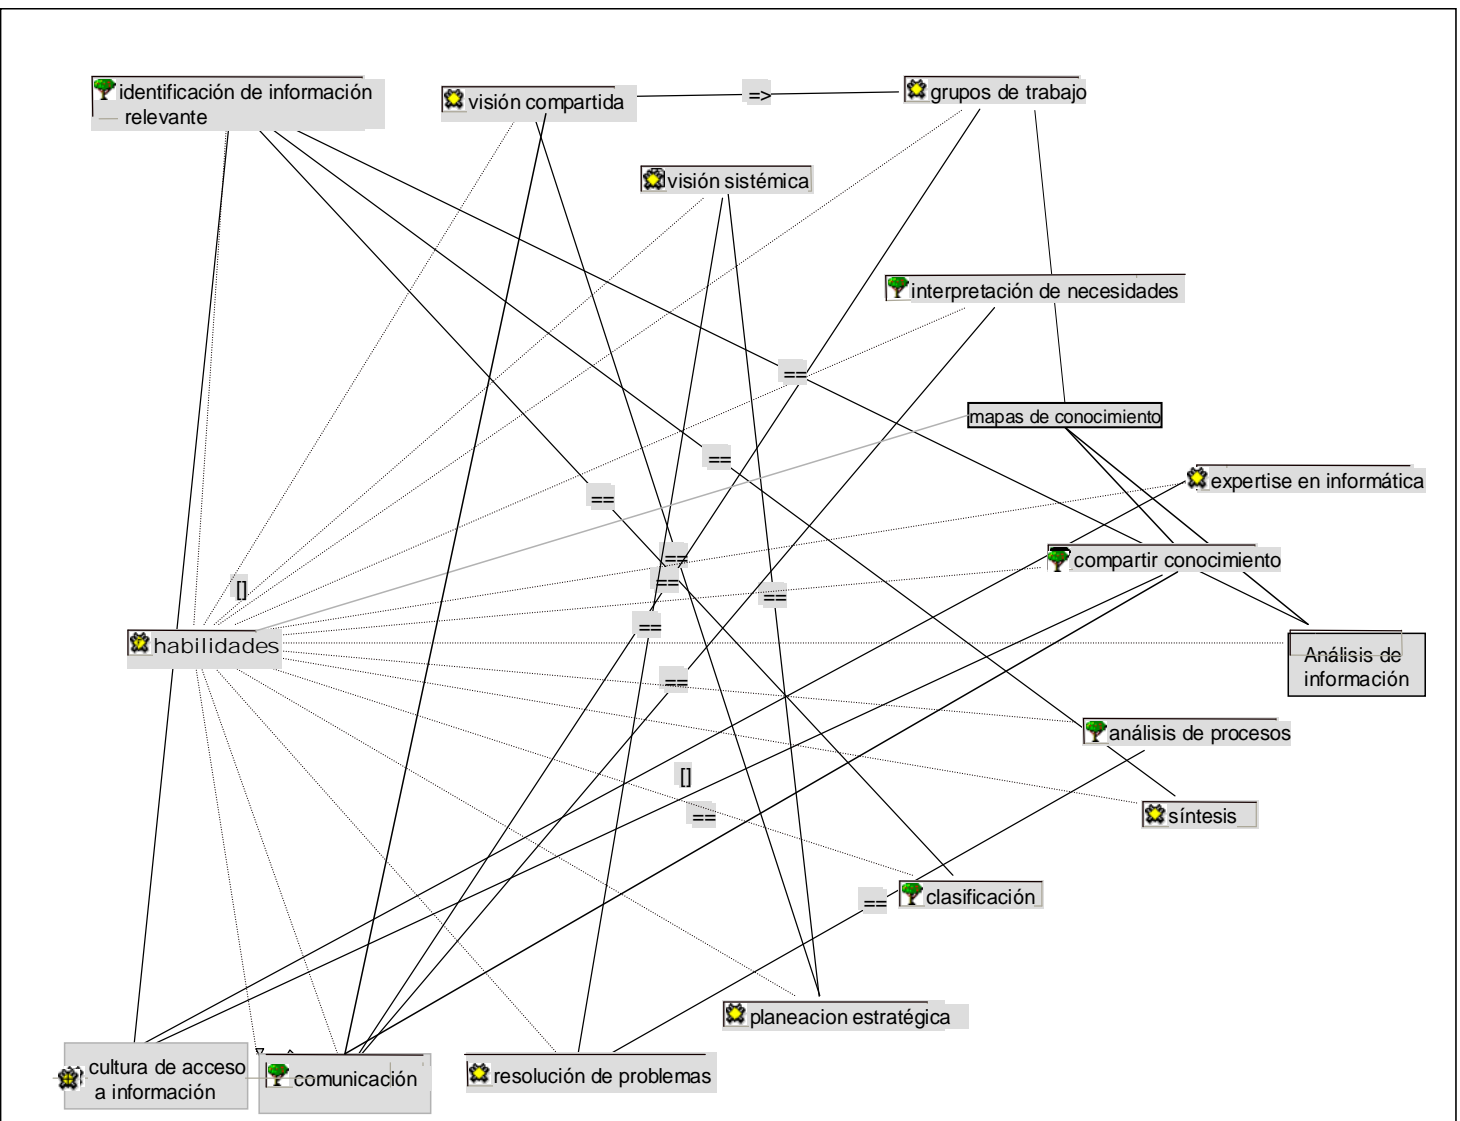 identificación de información
relevante
visión compartida
=>
grupos de trabajo
visión sistémica
interpretación de necesidades
==
mapas de conocimiento
==
expertise en informática
==
==
compartir conocimiento
==
[]
==
==
habilidades
Análisis de
información
==
análisis de procesos
[]
==
síntesis
clasificación
==
planeacion estratégica
cultura de acceso
a información
comunicación
resolución de problemas